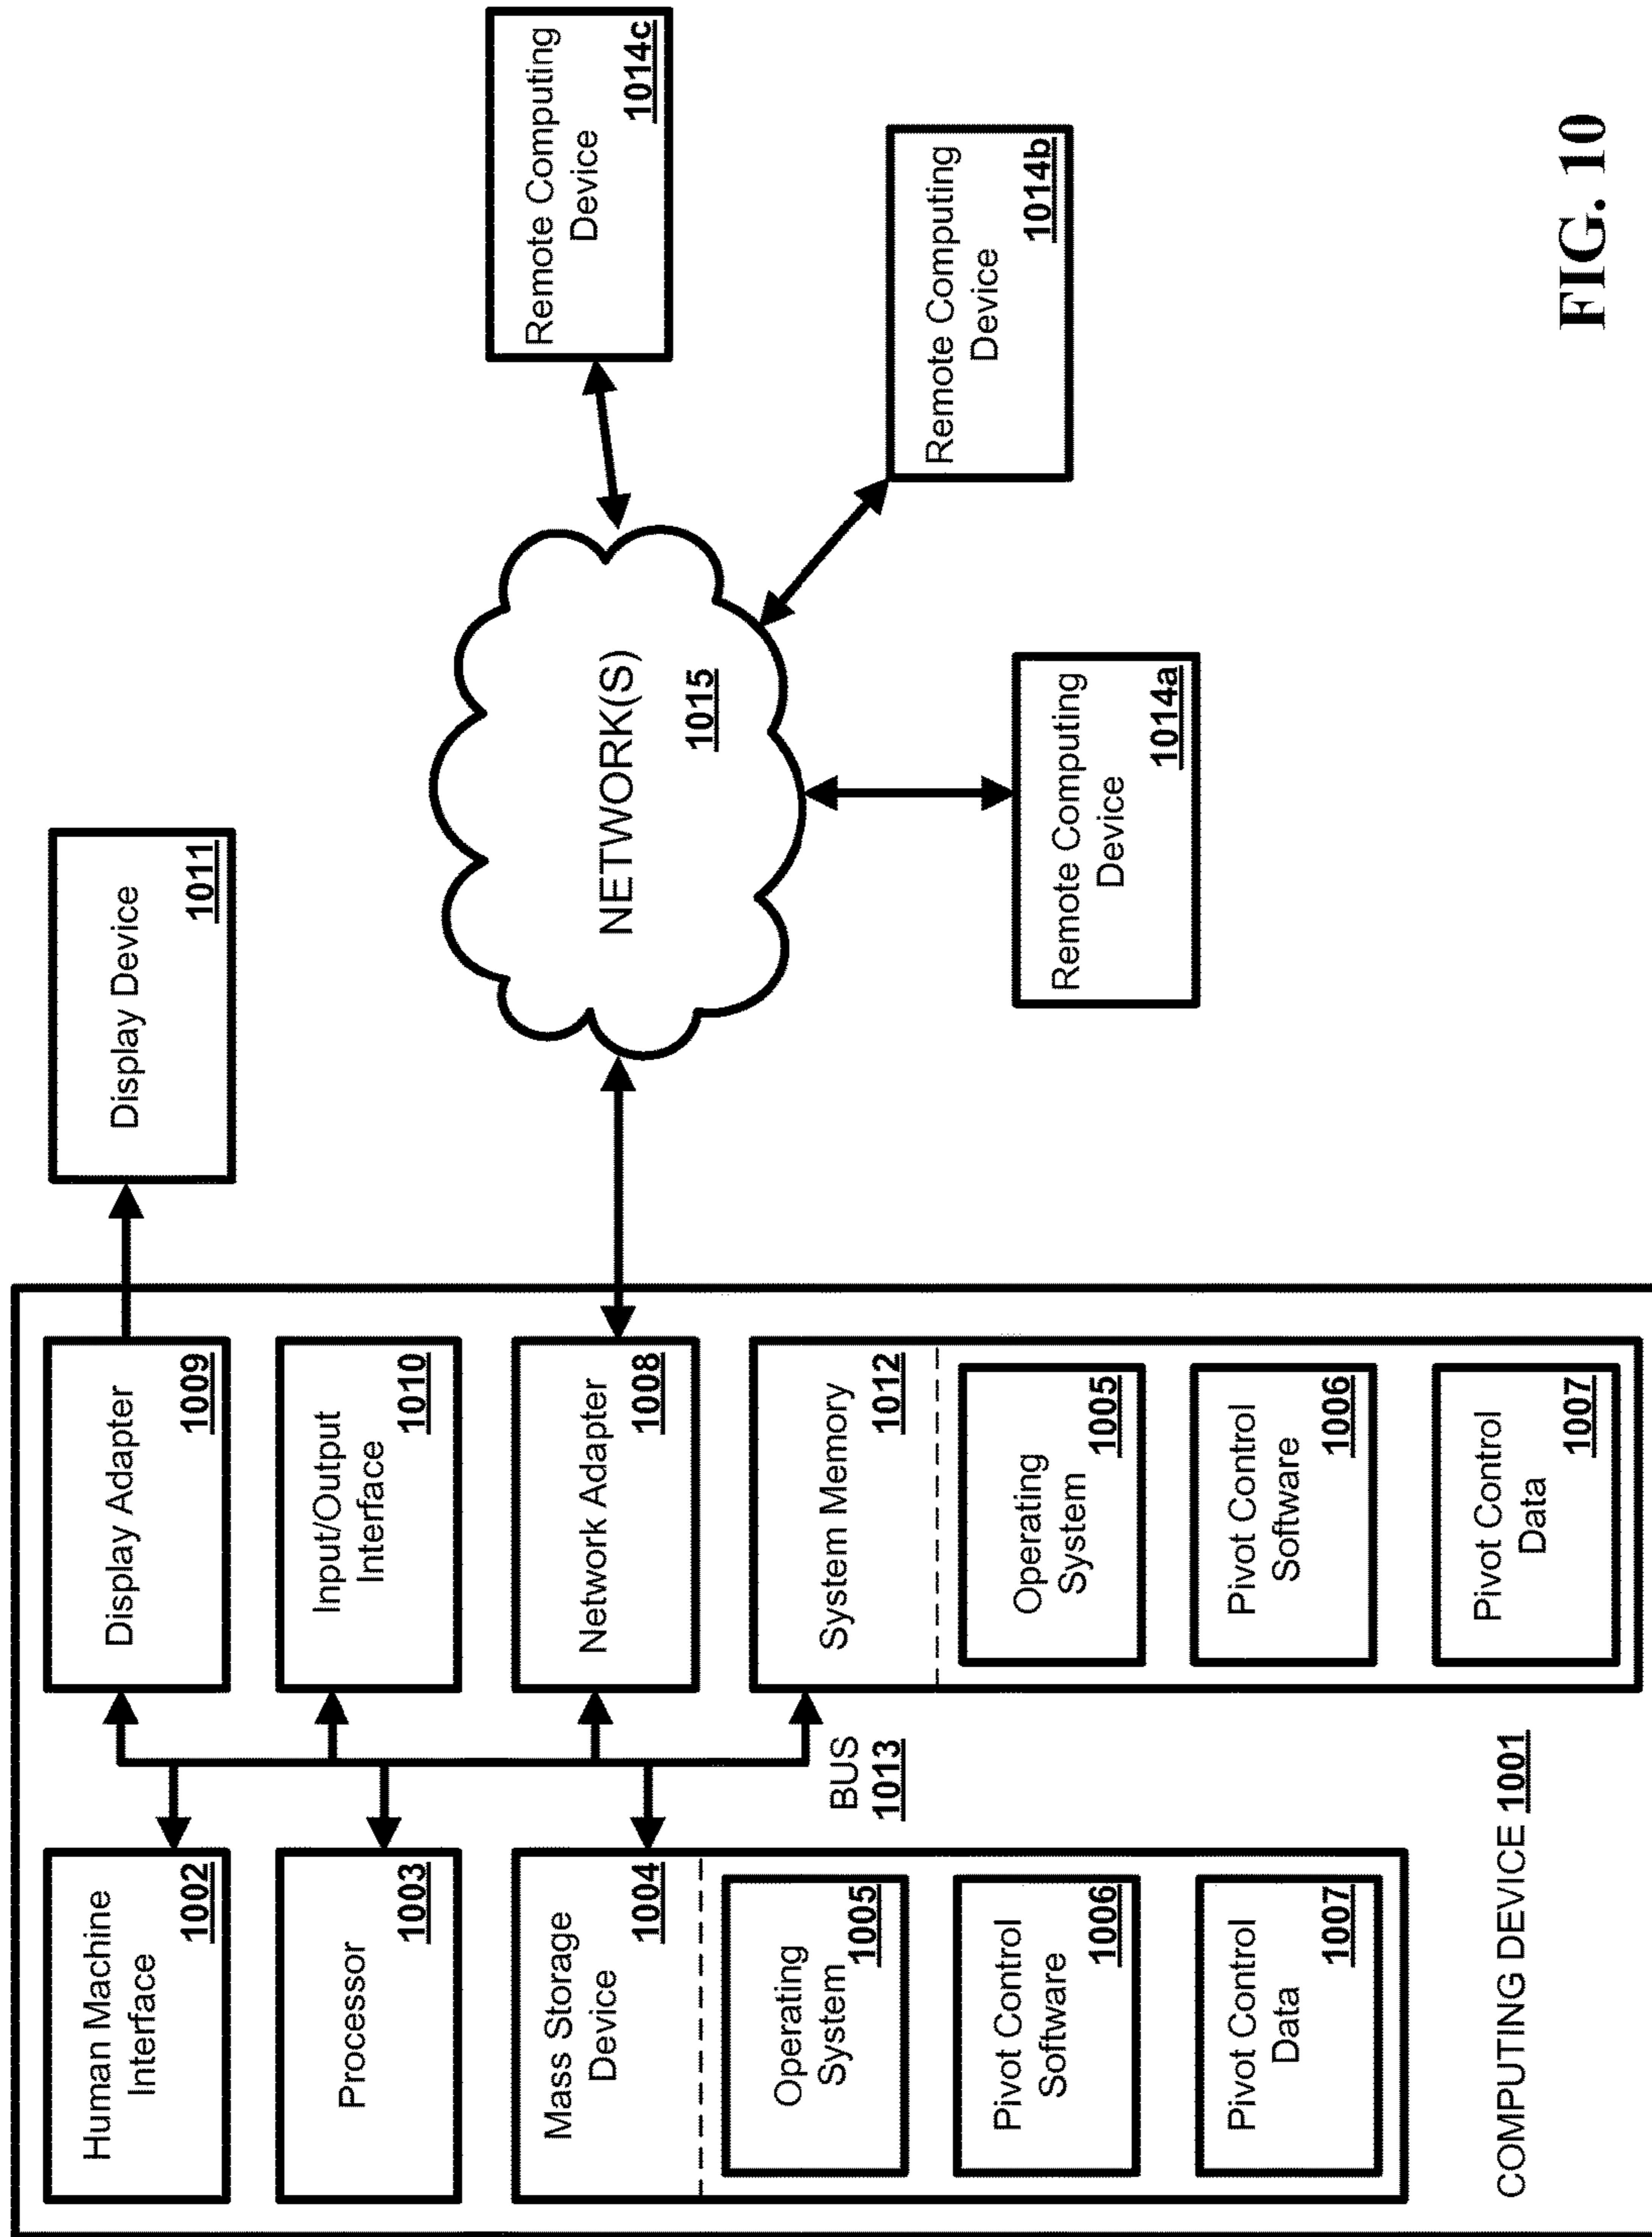 Human Machine
Interface
1002
Processor
1003
Mass Storage
Device
1004
Operating
System
1005
Pivot Control
Software
1006
Pivot Control
Data
1007
COMPUTING DEVICE 1001
BUS
1013
Display Adapter
1009
Input/Output
Interface
1010
Network Adapter
1008
System Memory
1012
Operating
System
1005
Pivot Control
Software
1006
Pivot Control
Data
1007
Display Device
1011
NETWORK(S)
1015
Remote Computing
Device
1014a
Remote Computing
Device
1014b
Remote Computing
Device
1014c
FIG. 10